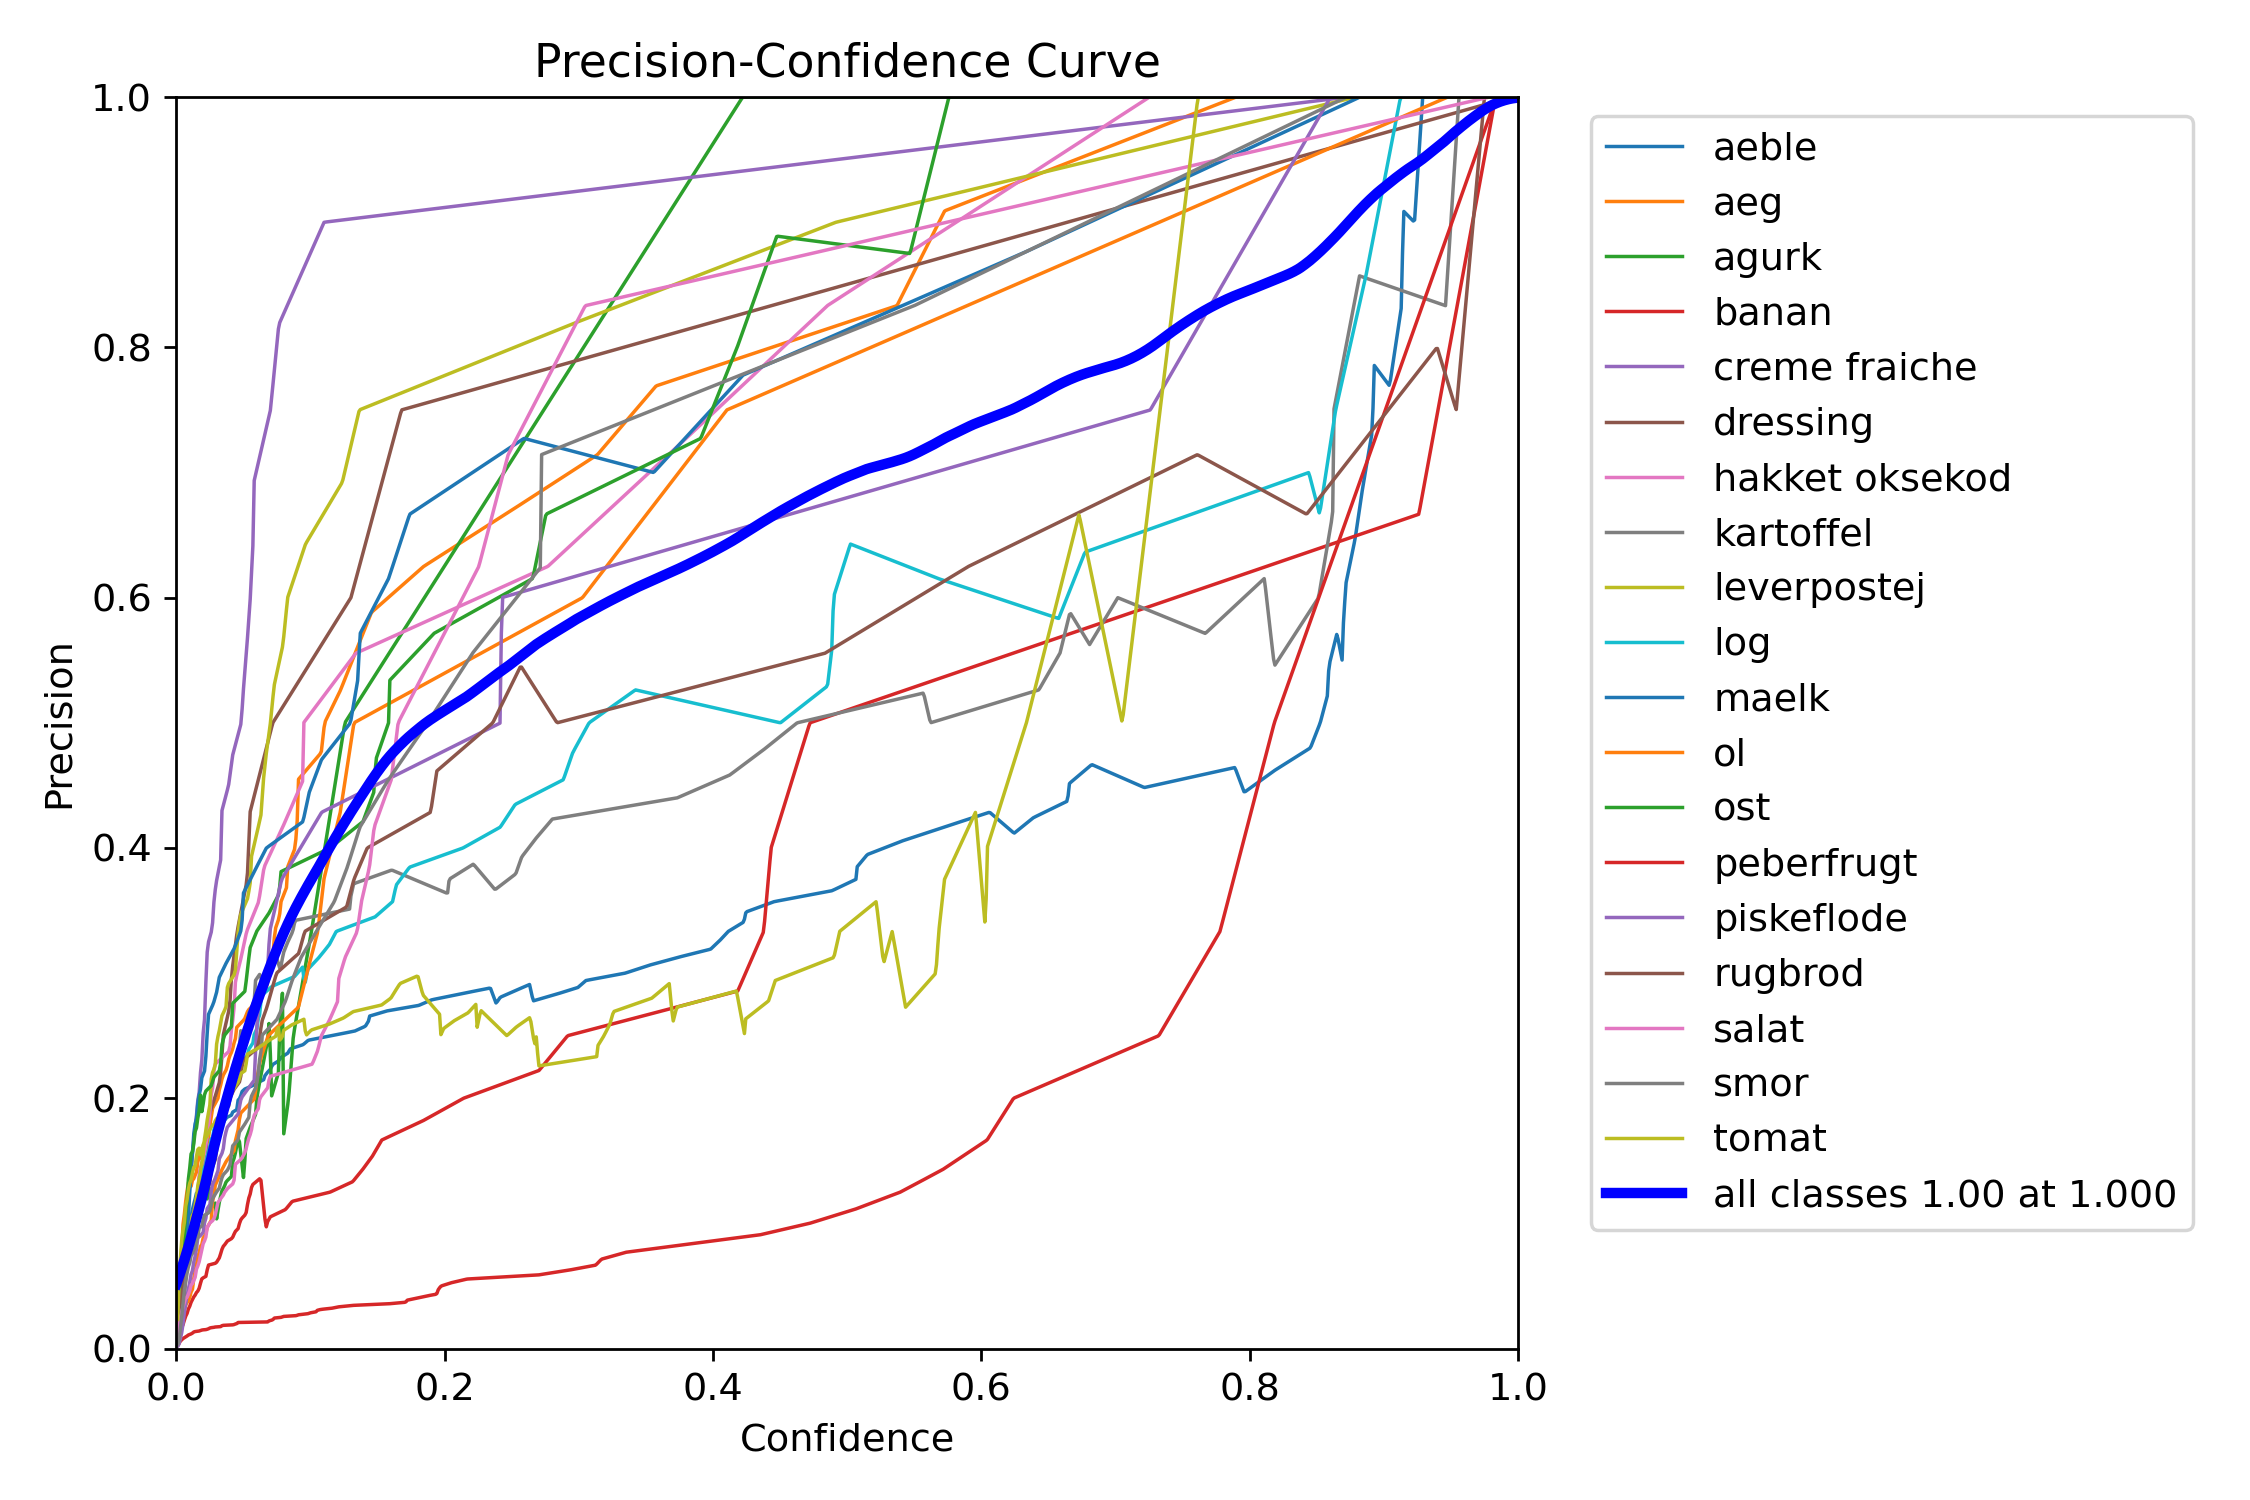 Precision-Confidence Curve
1.0
0.8
0.6
0.4
0.2
0.0
Precision
0.0 0.2 0.4 0.6 0.8 1.0
Confidence
aeble
aeg
agurk
banan
creme fraiche
dressing
hakket oksekod
kartoffel
leverpostej
log
maelk
ol
ost
peberfrugt
piskeflode
rugbrod
salat
smor
tomat
all classes 1.00 at 1.000